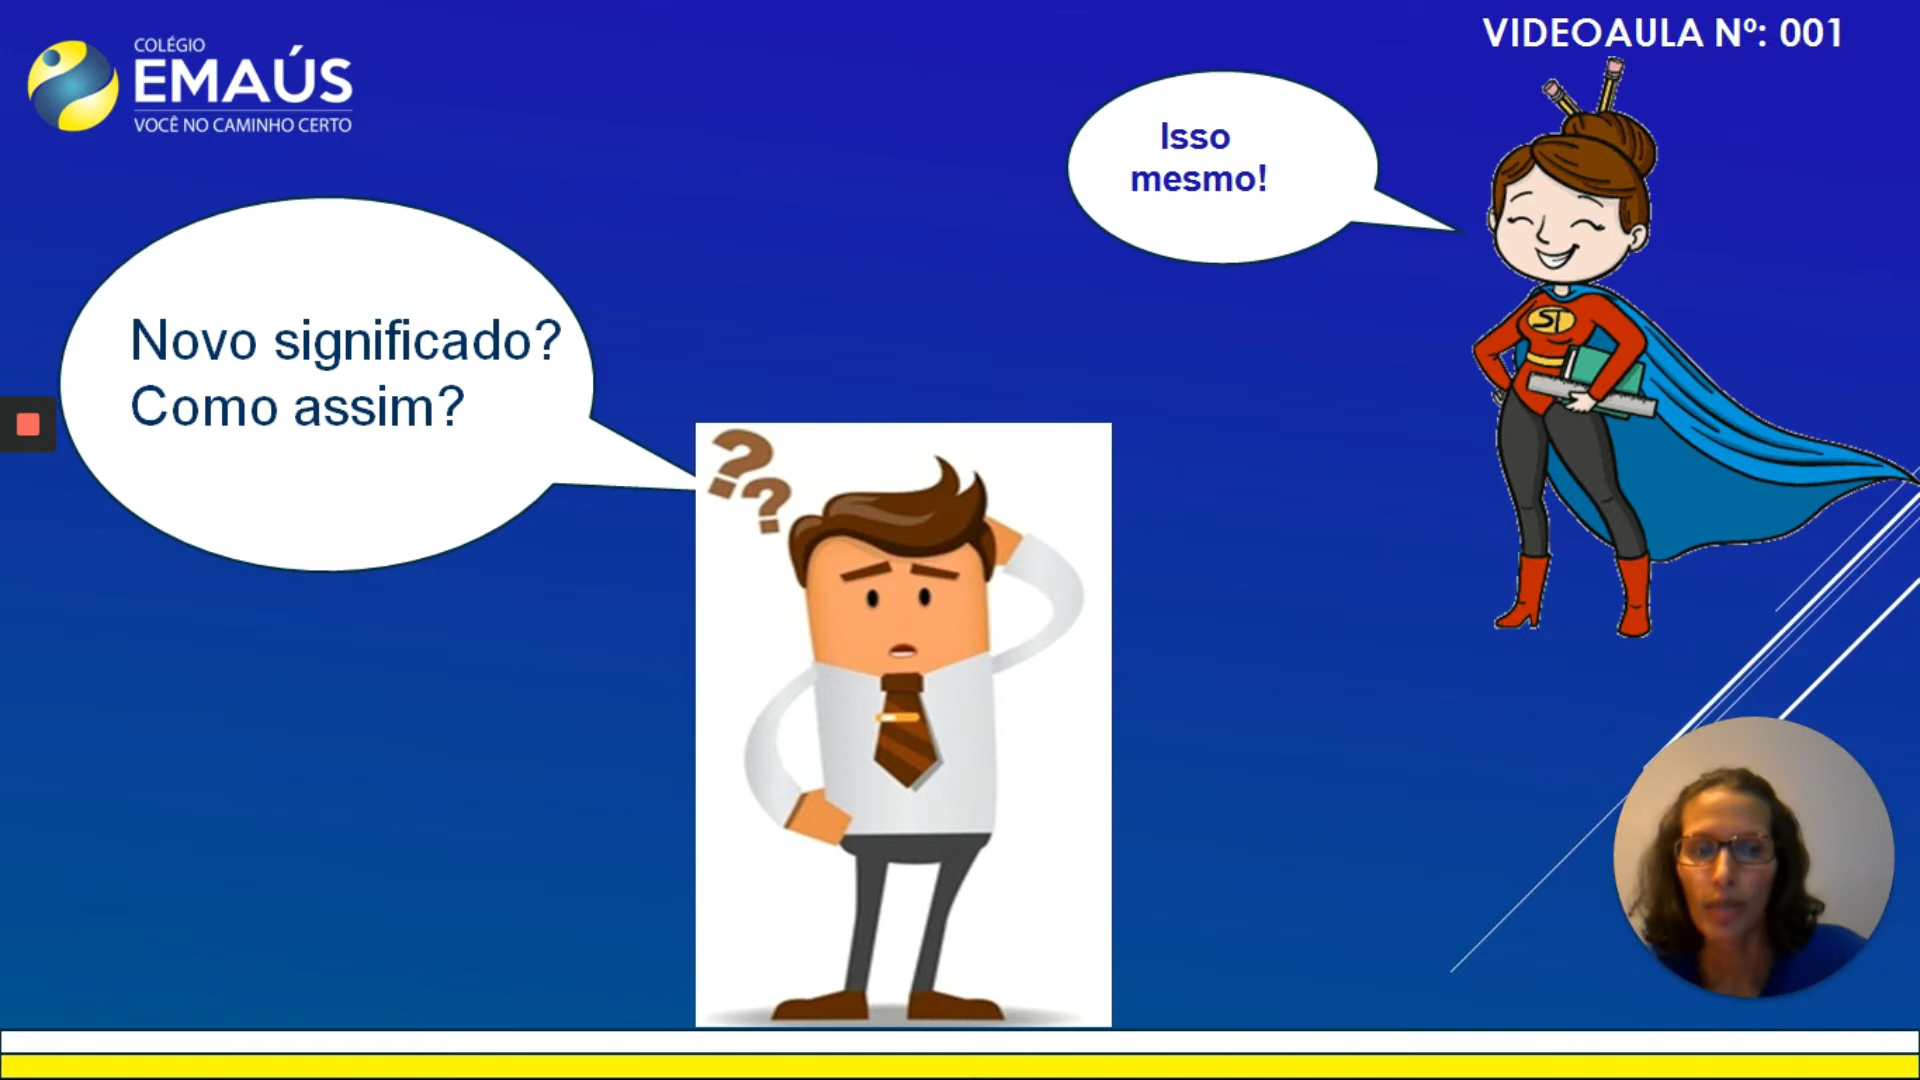 VIDEOAULA Nº: 001
COLÉGIO
EMAÚS
VOCÊ NO CAMINHO CERTO
Isso
mesmo!
Novo significado?
Como assim?
??
ST